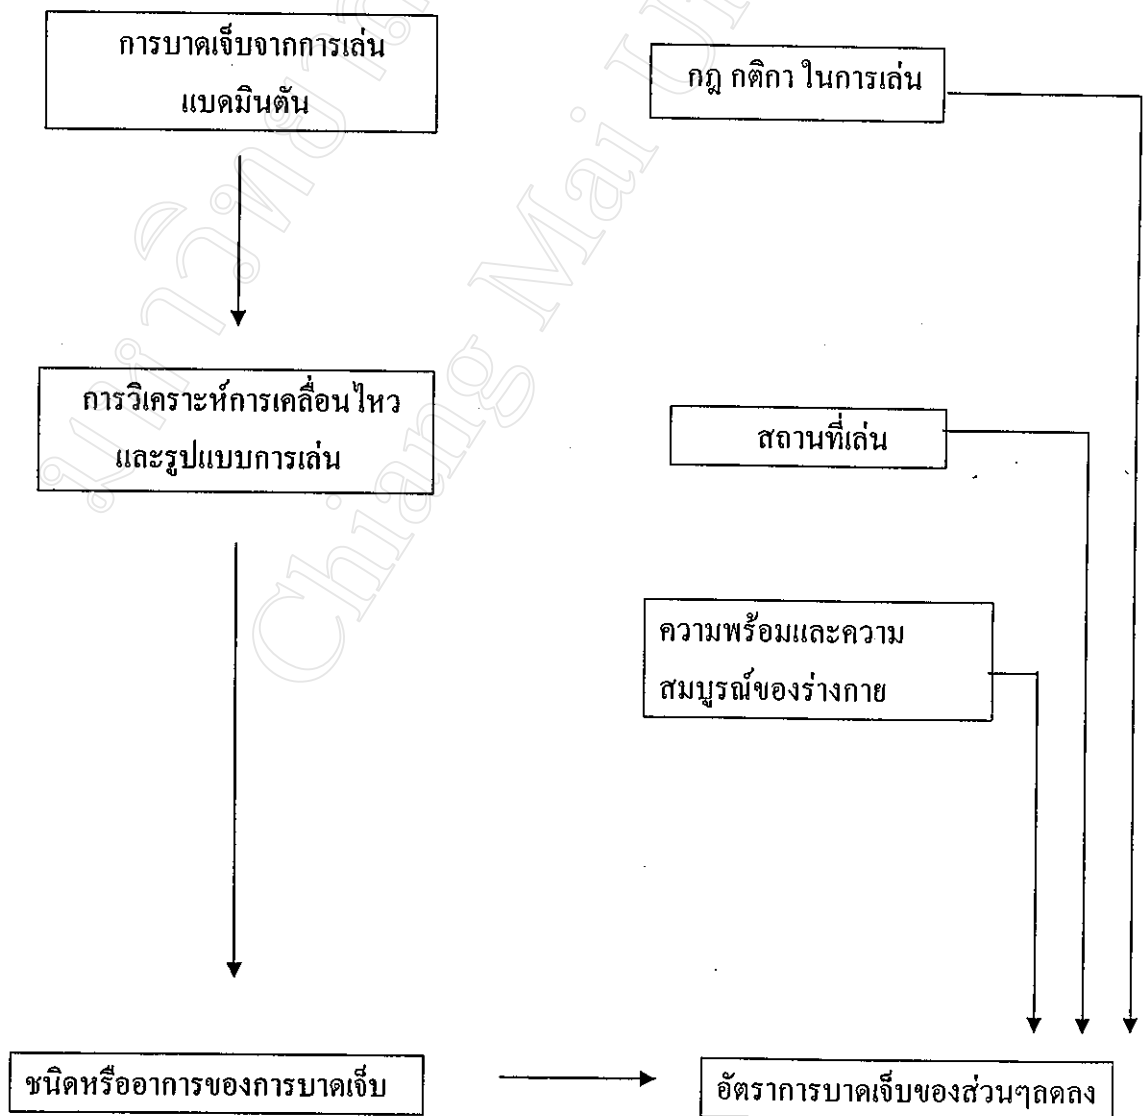 การบาดเจ็บจากการเล่น
แบดมินตัน
กฎ กติกา ในการเล่น
การวิเคราะห์การเคลื่อนไหว
และรูปแบบการเล่น
สถานที่เล่น
ความพร้อมและความ
สมบูรณ์ของร่างกาย
ชนิดหรืออาการของการบาดเจ็บ
อัตราการบาดเจ็บของส่วนๆลดลง
Chiang Mai